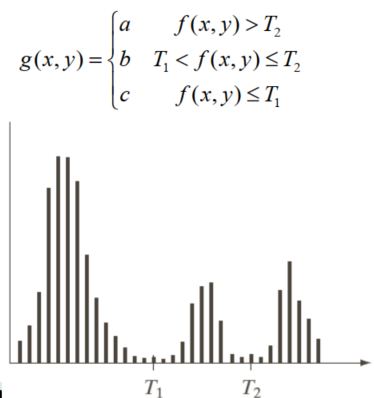 a f(x, y) > T₂
g(x, y) = { b T₁ < f(x, y) ≤ T₂
c f(x, y) ≤ T₁
T₁ T₂